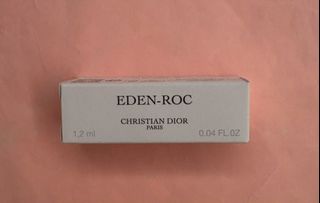 EDEN-ROC
CHRISTIAN DIOR
PARIS
1,2 ml 0.04 FL.OZ